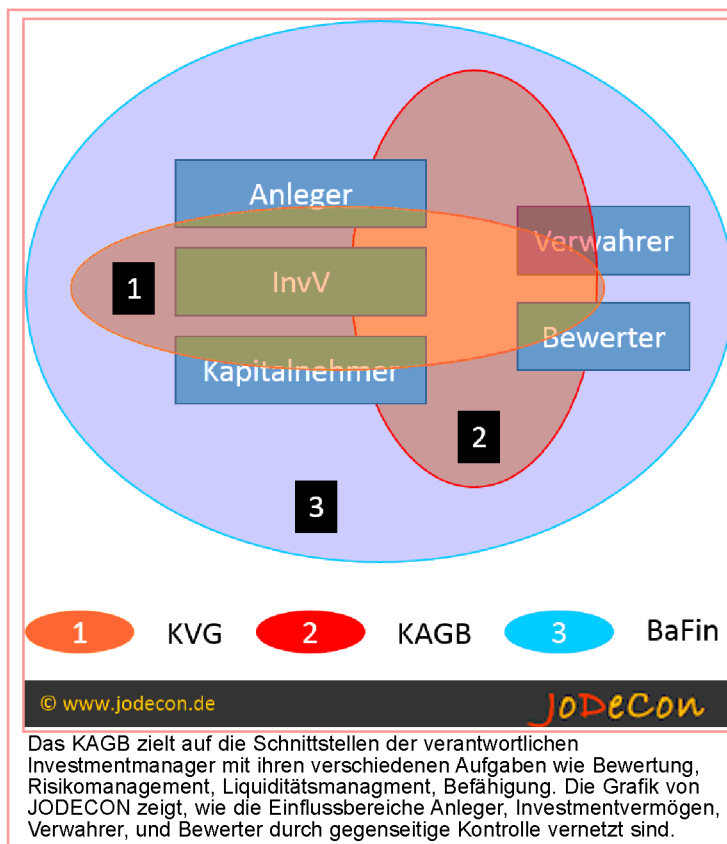 Anleger
Verwahrer
1
InvV
Bewerter
Kapitalnehmer
2
3
1 KVG 2 KAGB 3 BaFin
© www.jodecon.de JoDeCon
Das KAGB zielt auf die Schnittstellen der verantwortlichen
Investmentmanager mit ihren verschiedenen Aufgaben wie Bewertung,
Risikomanagement, Liquiditätsmanagment, Befähigung. Die Grafik von
JODECON zeigt, wie die Einflussbereiche Anleger, Investmentvermögen,
Verwahrer, und Bewerter durch gegenseitige Kontrolle vernetzt sind.